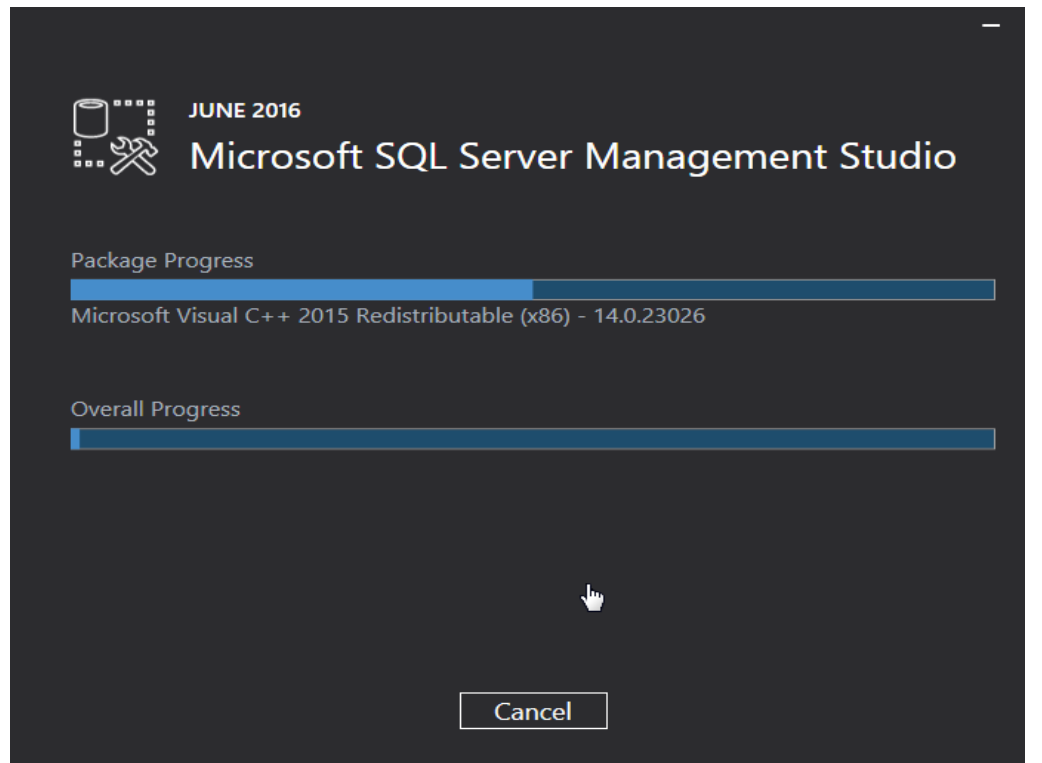 JUNE 2016
Microsoft SQL Server Management Studio
Package Progress
Microsoft Visual C++ 2015 Redistributable (x86) - 14.0.23026
Overall Progress
Cancel